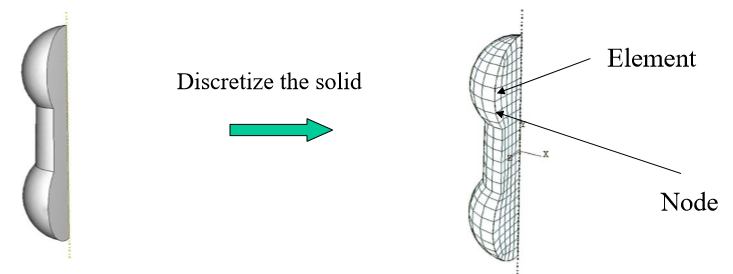 Discretize the solid
Element
Node
X